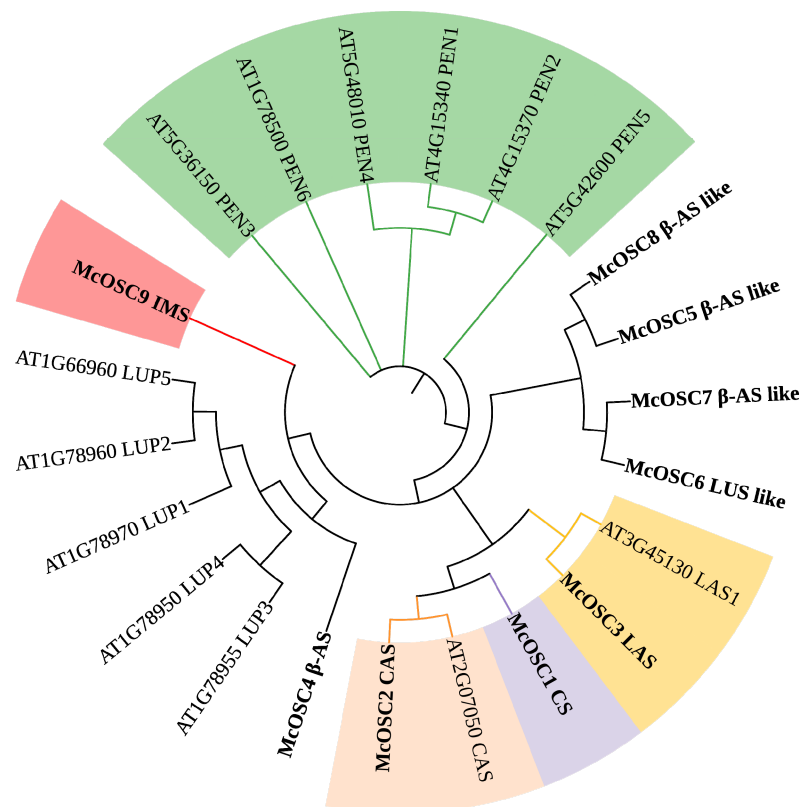 AT5G36150 PEN3
AT1G78500 PEN6
AT5G48010 PEN4
AT4G15340 PEN1
AT4G15370 PEN2
AT5G42600 PEN5
McOSC8 β-AS like
McOSC5 β-AS like
McOSC7 β-AS like
McOSC6 LUS like
AT3G45130 LAS1
McOSC3 LAS
McOSC1 CS
AT2G07050 CAS
McOSC2 CAS
McOSC4 β-AS
AT1G78955 LUP3
AT1G78950 LUP4
AT1G78970 LUP1
AT1G78960 LUP2
AT1G66960 LUP5
McOSC9 IMS